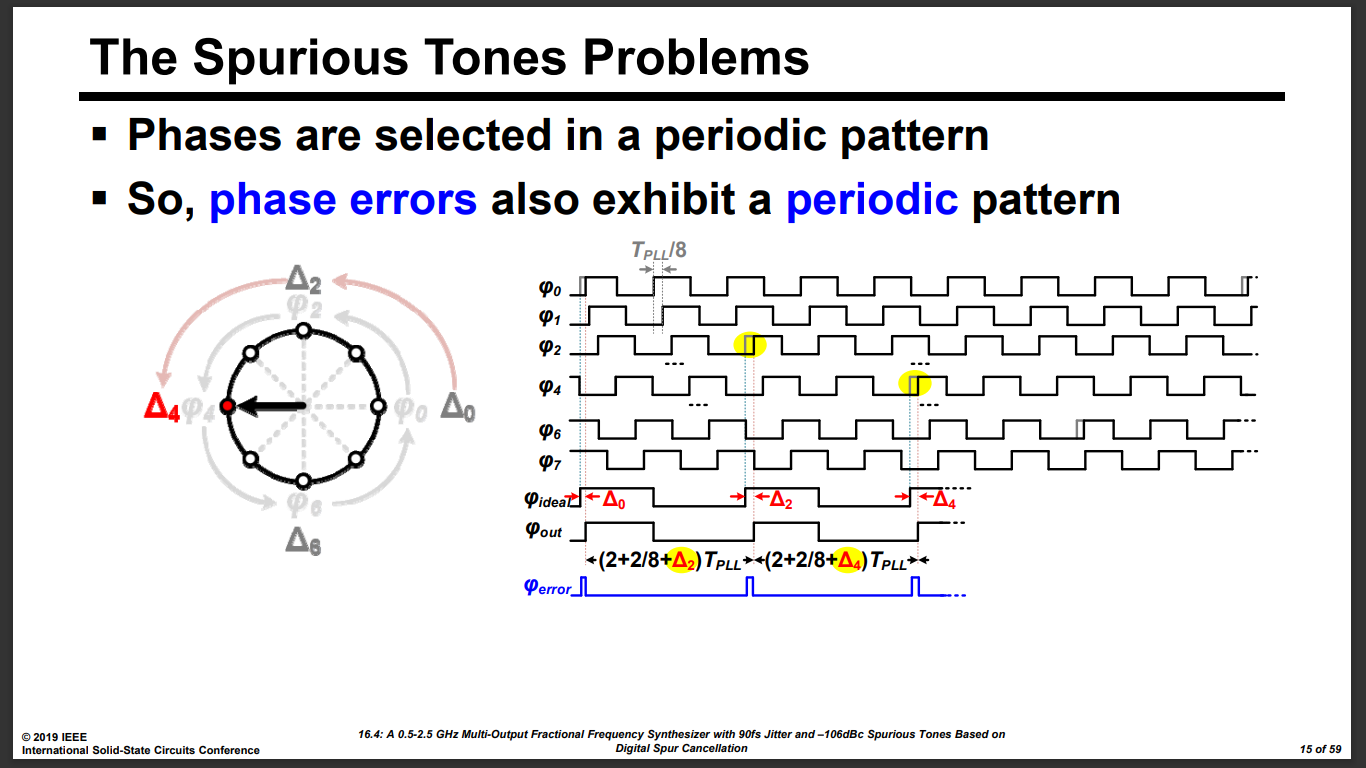 The Spurious Tones Problems
▪ Phases are selected in a periodic pattern
▪ So, phase errors also exhibit a periodic pattern
Δ2
φ2
Δ4 φ4
φ0 Δ0
φ6
Δ6
TPLL/8
φ0
φ1
φ2
φ4
φ6
φ7
φideal Δ0 Δ2 Δ4
φout
(2+2/8+Δ2)TPLL (2+2/8+Δ4)TPLL
φerror
© 2019 IEEE
International Solid-State Circuits Conference
16.4: A 0.5-2.5 GHz Multi-Output Fractional Frequency Synthesizer with 90fs Jitter and –106dBc Spurious Tones Based on
Digital Spur Cancellation
15 of 59